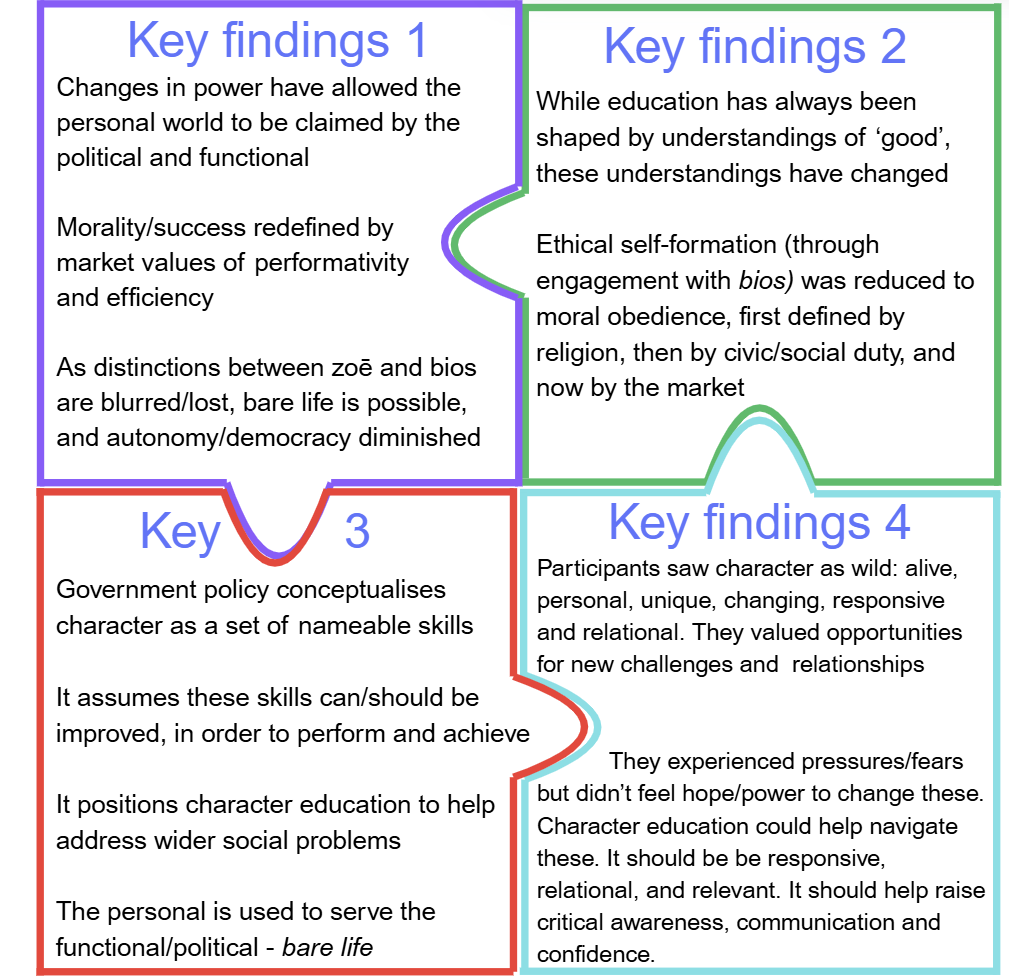 Key findings 1
Changes in power have allowed the
personal world to be claimed by the
political and functional
Morality/success redefined by
market values of performativity
and efficiency
As distinctions between zoē and bios
are blurred/lost, bare life is possible,
and autonomy/democracy diminished
Key findings 2
While education has always been
shaped by understandings of ‘good’,
these understandings have changed
Ethical self-formation (through
engagement with bios) was reduced to
moral obedience, first defined by
religion, then by civic/social duty, and
now by the market
Key 3
Government policy conceptualises
character as a set of nameable skills
It assumes these skills can/should be
improved, in order to perform and achieve
It positions character education to help
address wider social problems
The personal is used to serve the
functional/political - bare life
Key findings 4
Participants saw character as wild: alive,
personal, unique, changing, responsive
and relational. They valued opportunities
for new challenges and relationships
They experienced pressures/fears
but didn’t feel hope/power to change these.
Character education could help navigate
these. It should be be responsive,
relational, and relevant. It should help raise
critical awareness, communication and
confidence.